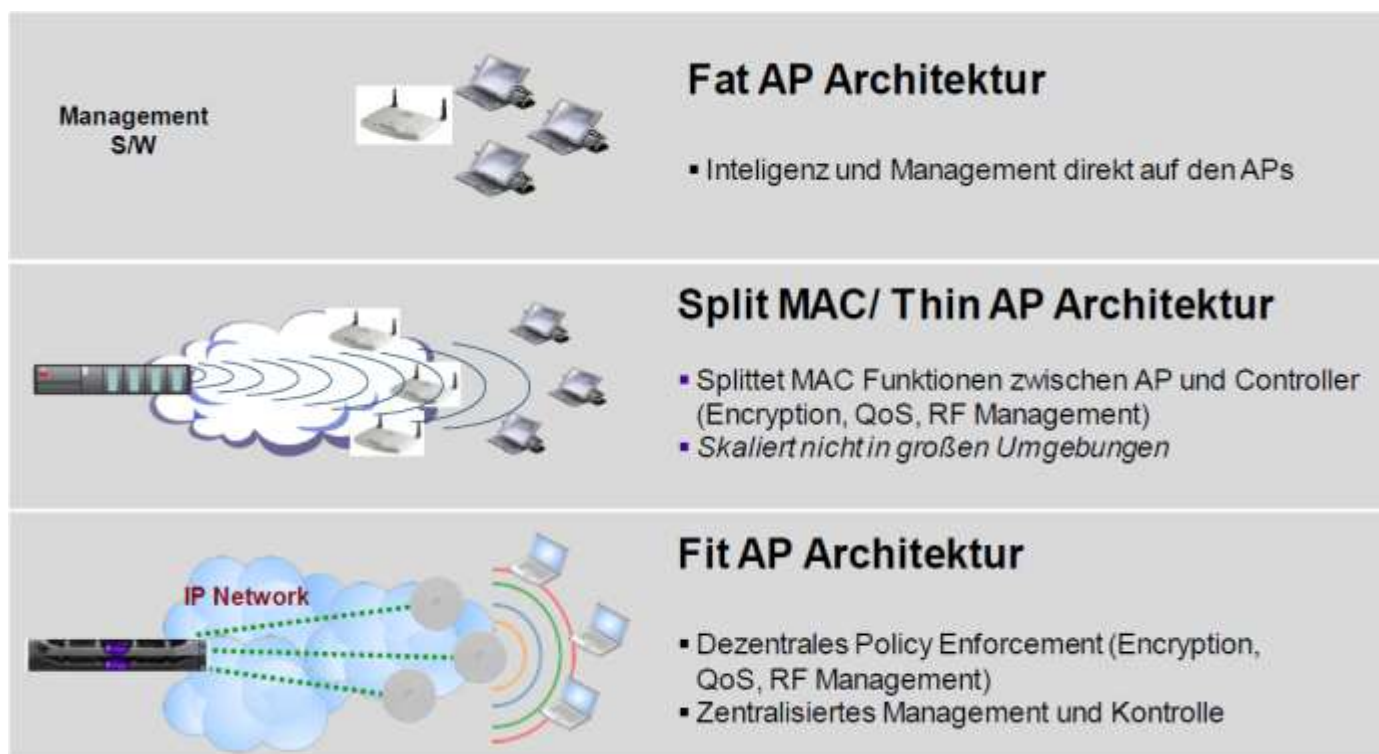 Management
S/W
Fat AP Architektur
▪ Inteligenz und Management direkt auf den APs
Split MAC/ Thin AP Architektur
▪ Splittet MAC Funktionen zwischen AP und Controller
(Encryption, QoS, RF Management)
▪ Skaliert nicht in großen Umgebungen
IP Network
Fit AP Architektur
▪ Dezentrales Policy Enforcement (Encryption,
QoS, RF Management)
▪ Zentralisiertes Management und Kontrolle